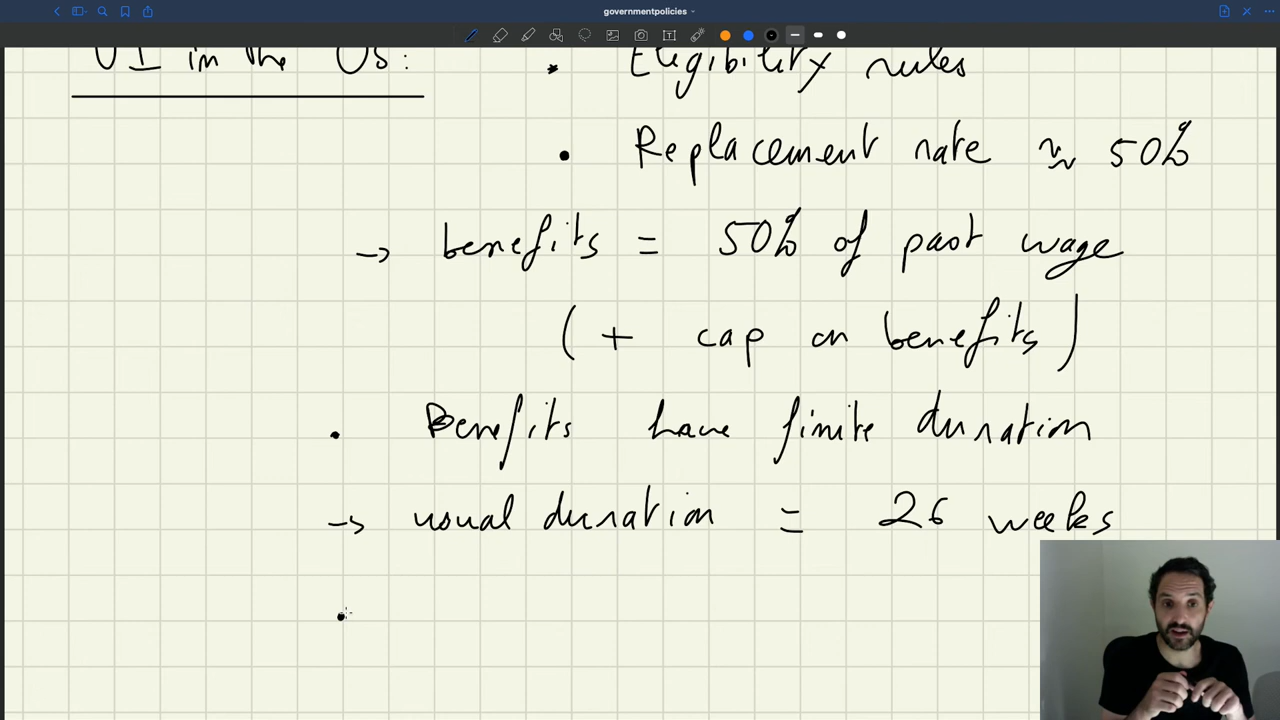 governmentpolicies
UI in the US:
• Eligibility rules
• Replacement rate ≈ 50%
→ benefits = 50% of past wage
(+ cap on benefits)
• Benefits have finite duration
→ usual duration = 26 weeks
•